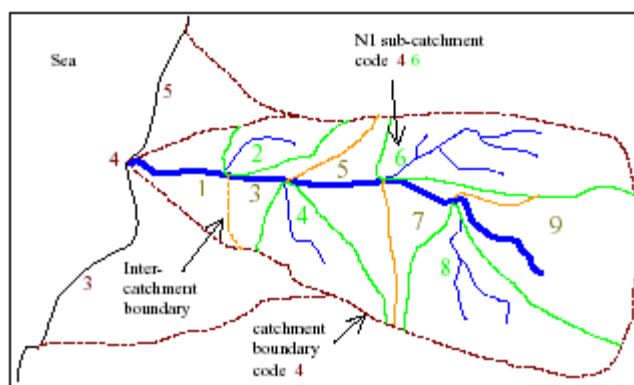 N1 sub-catchment
code 4 6
Sea
5
4
2
5
6
1
3
4
7
9
8
3
Inter-
catchment
boundary
catchment
boundary
code 4